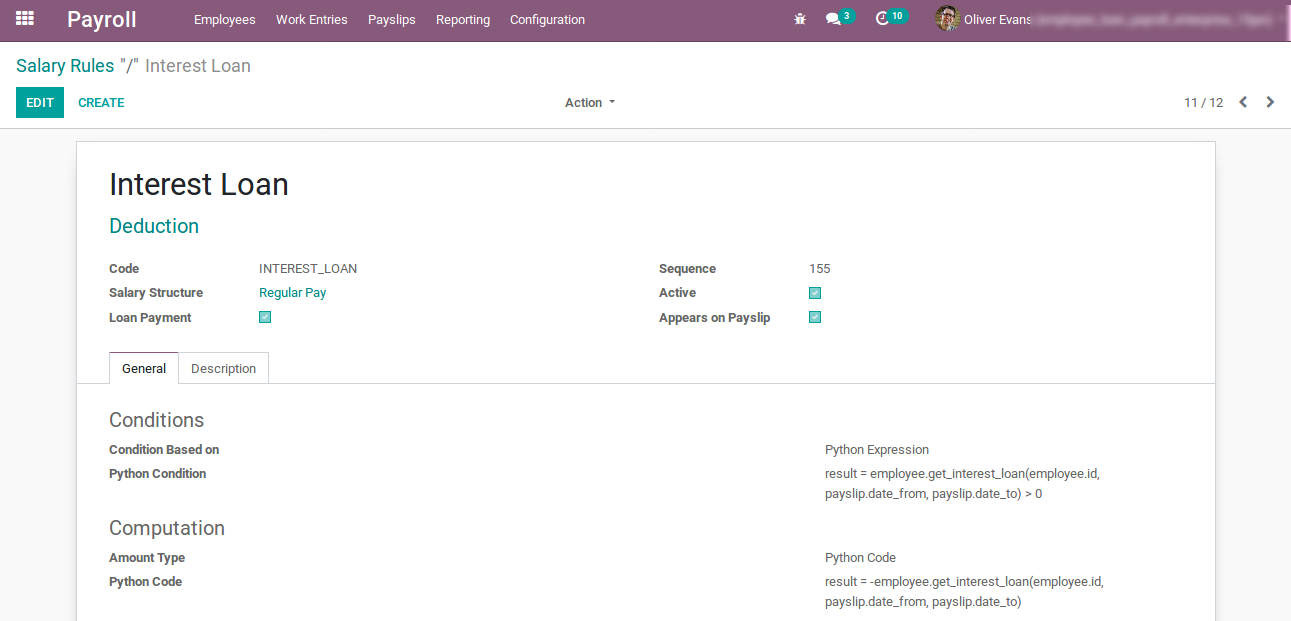 Payroll Employees Work Entries Payslips Reporting Configuration 3 10 Oliver Evans
Salary Rules "/" Interest Loan
EDIT CREATE Action 11 / 12
Interest Loan
Deduction
Code INTEREST_LOAN Sequence 155
Salary Structure Regular Pay Active
Loan Payment Appears on Payslip
General Description
Conditions
Condition Based on Python Expression
Python Condition result = employee.get_interest_loan(employee.id,
payslip.date_from, payslip.date_to) > 0
Computation
Amount Type Python Code
Python Code result = -employee.get_interest_loan(employee.id,
payslip.date_from, payslip.date_to)